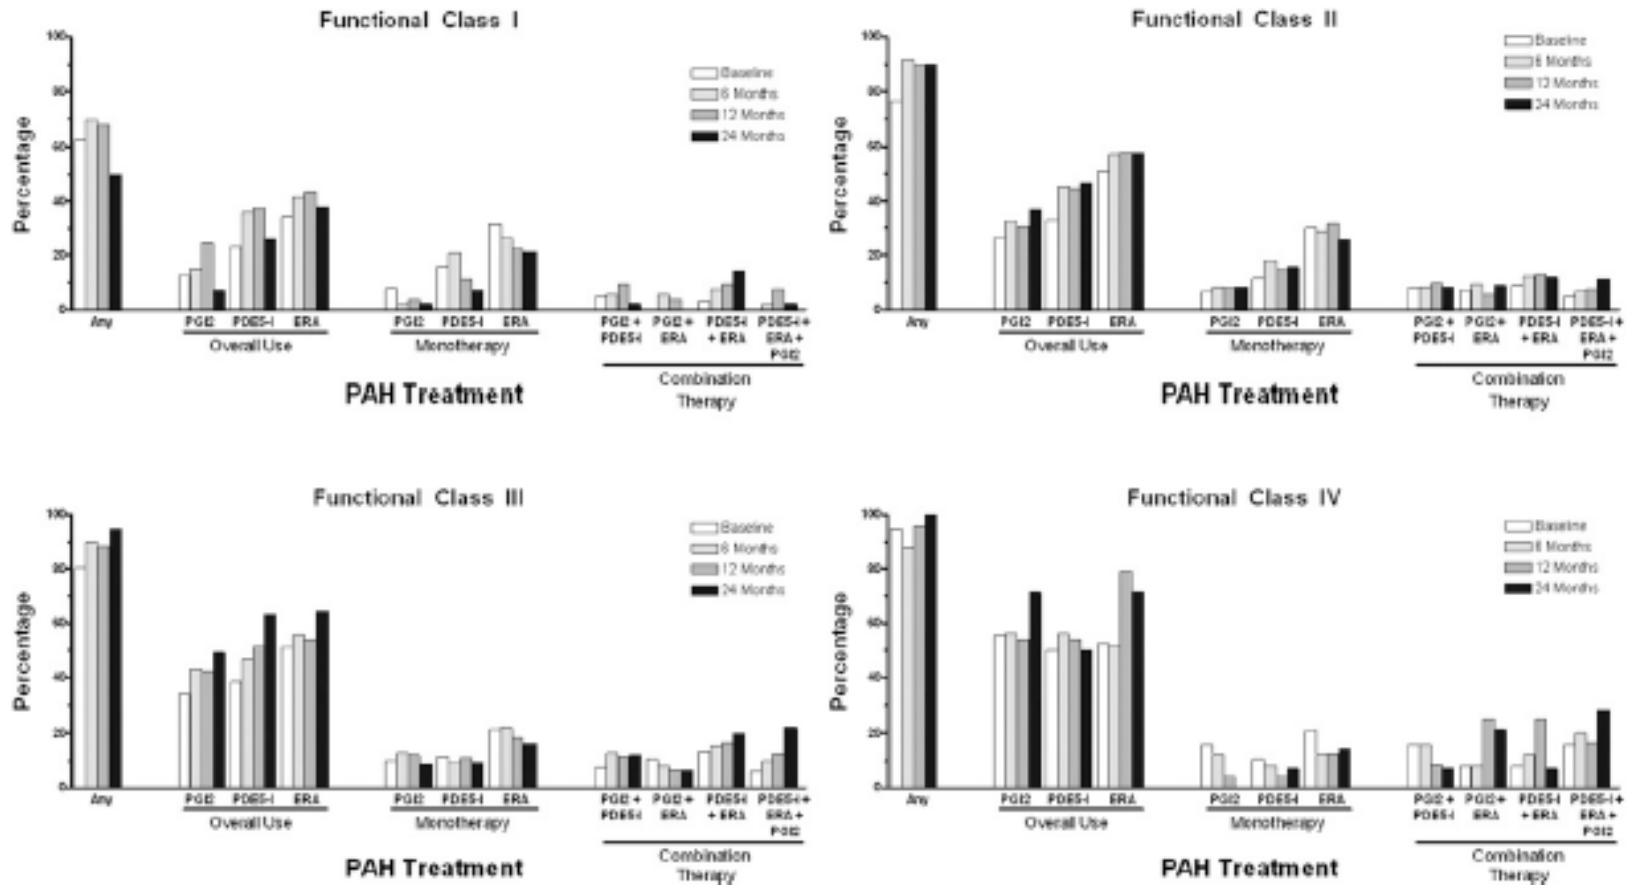 Functional Class I
100
80
60
40
20
0
Percentage
Baseline
6 Months
12 Months
24 Months
Any
PGI2 PDE5-I ERA
Overall Use
PGI2 PDE5-I ERA
Monotherapy
PGI2 + PGI2 + PDE5-I PDE5-I +
PDE5-I ERA + ERA ERA +
PGI2
Combination
Therapy
PAH Treatment
Functional Class II
100
80
60
40
20
0
Percentage
Baseline
6 Months
12 Months
24 Months
Any
PGI2 PDE5-I ERA
Overall Use
PGI2 PDE5-I ERA
Monotherapy
PGI2 + PGI2 + PDE5-I PDE5-I +
PDE5-I ERA + ERA ERA +
PGI2
Combination
Therapy
PAH Treatment
Functional Class III
100
80
60
40
20
0
Percentage
Baseline
6 Months
12 Months
24 Months
Any
PGI2 PDE5-I ERA
Overall Use
PGI2 PDE5-I ERA
Monotherapy
PGI2 + PGI2 + PDE5-I PDE5-I +
PDE5-I ERA + ERA ERA +
PGI2
Combination
Therapy
PAH Treatment
Functional Class IV
100
80
60
40
20
0
Percentage
Baseline
6 Months
12 Months
24 Months
Any
PGI2 PDE5-I ERA
Overall Use
PGI2 PDE5-I ERA
Monotherapy
PGI2 + PGI2 + PDE5-I PDE5-I +
PDE5-I ERA + ERA ERA +
PGI2
Combination
Therapy
PAH Treatment